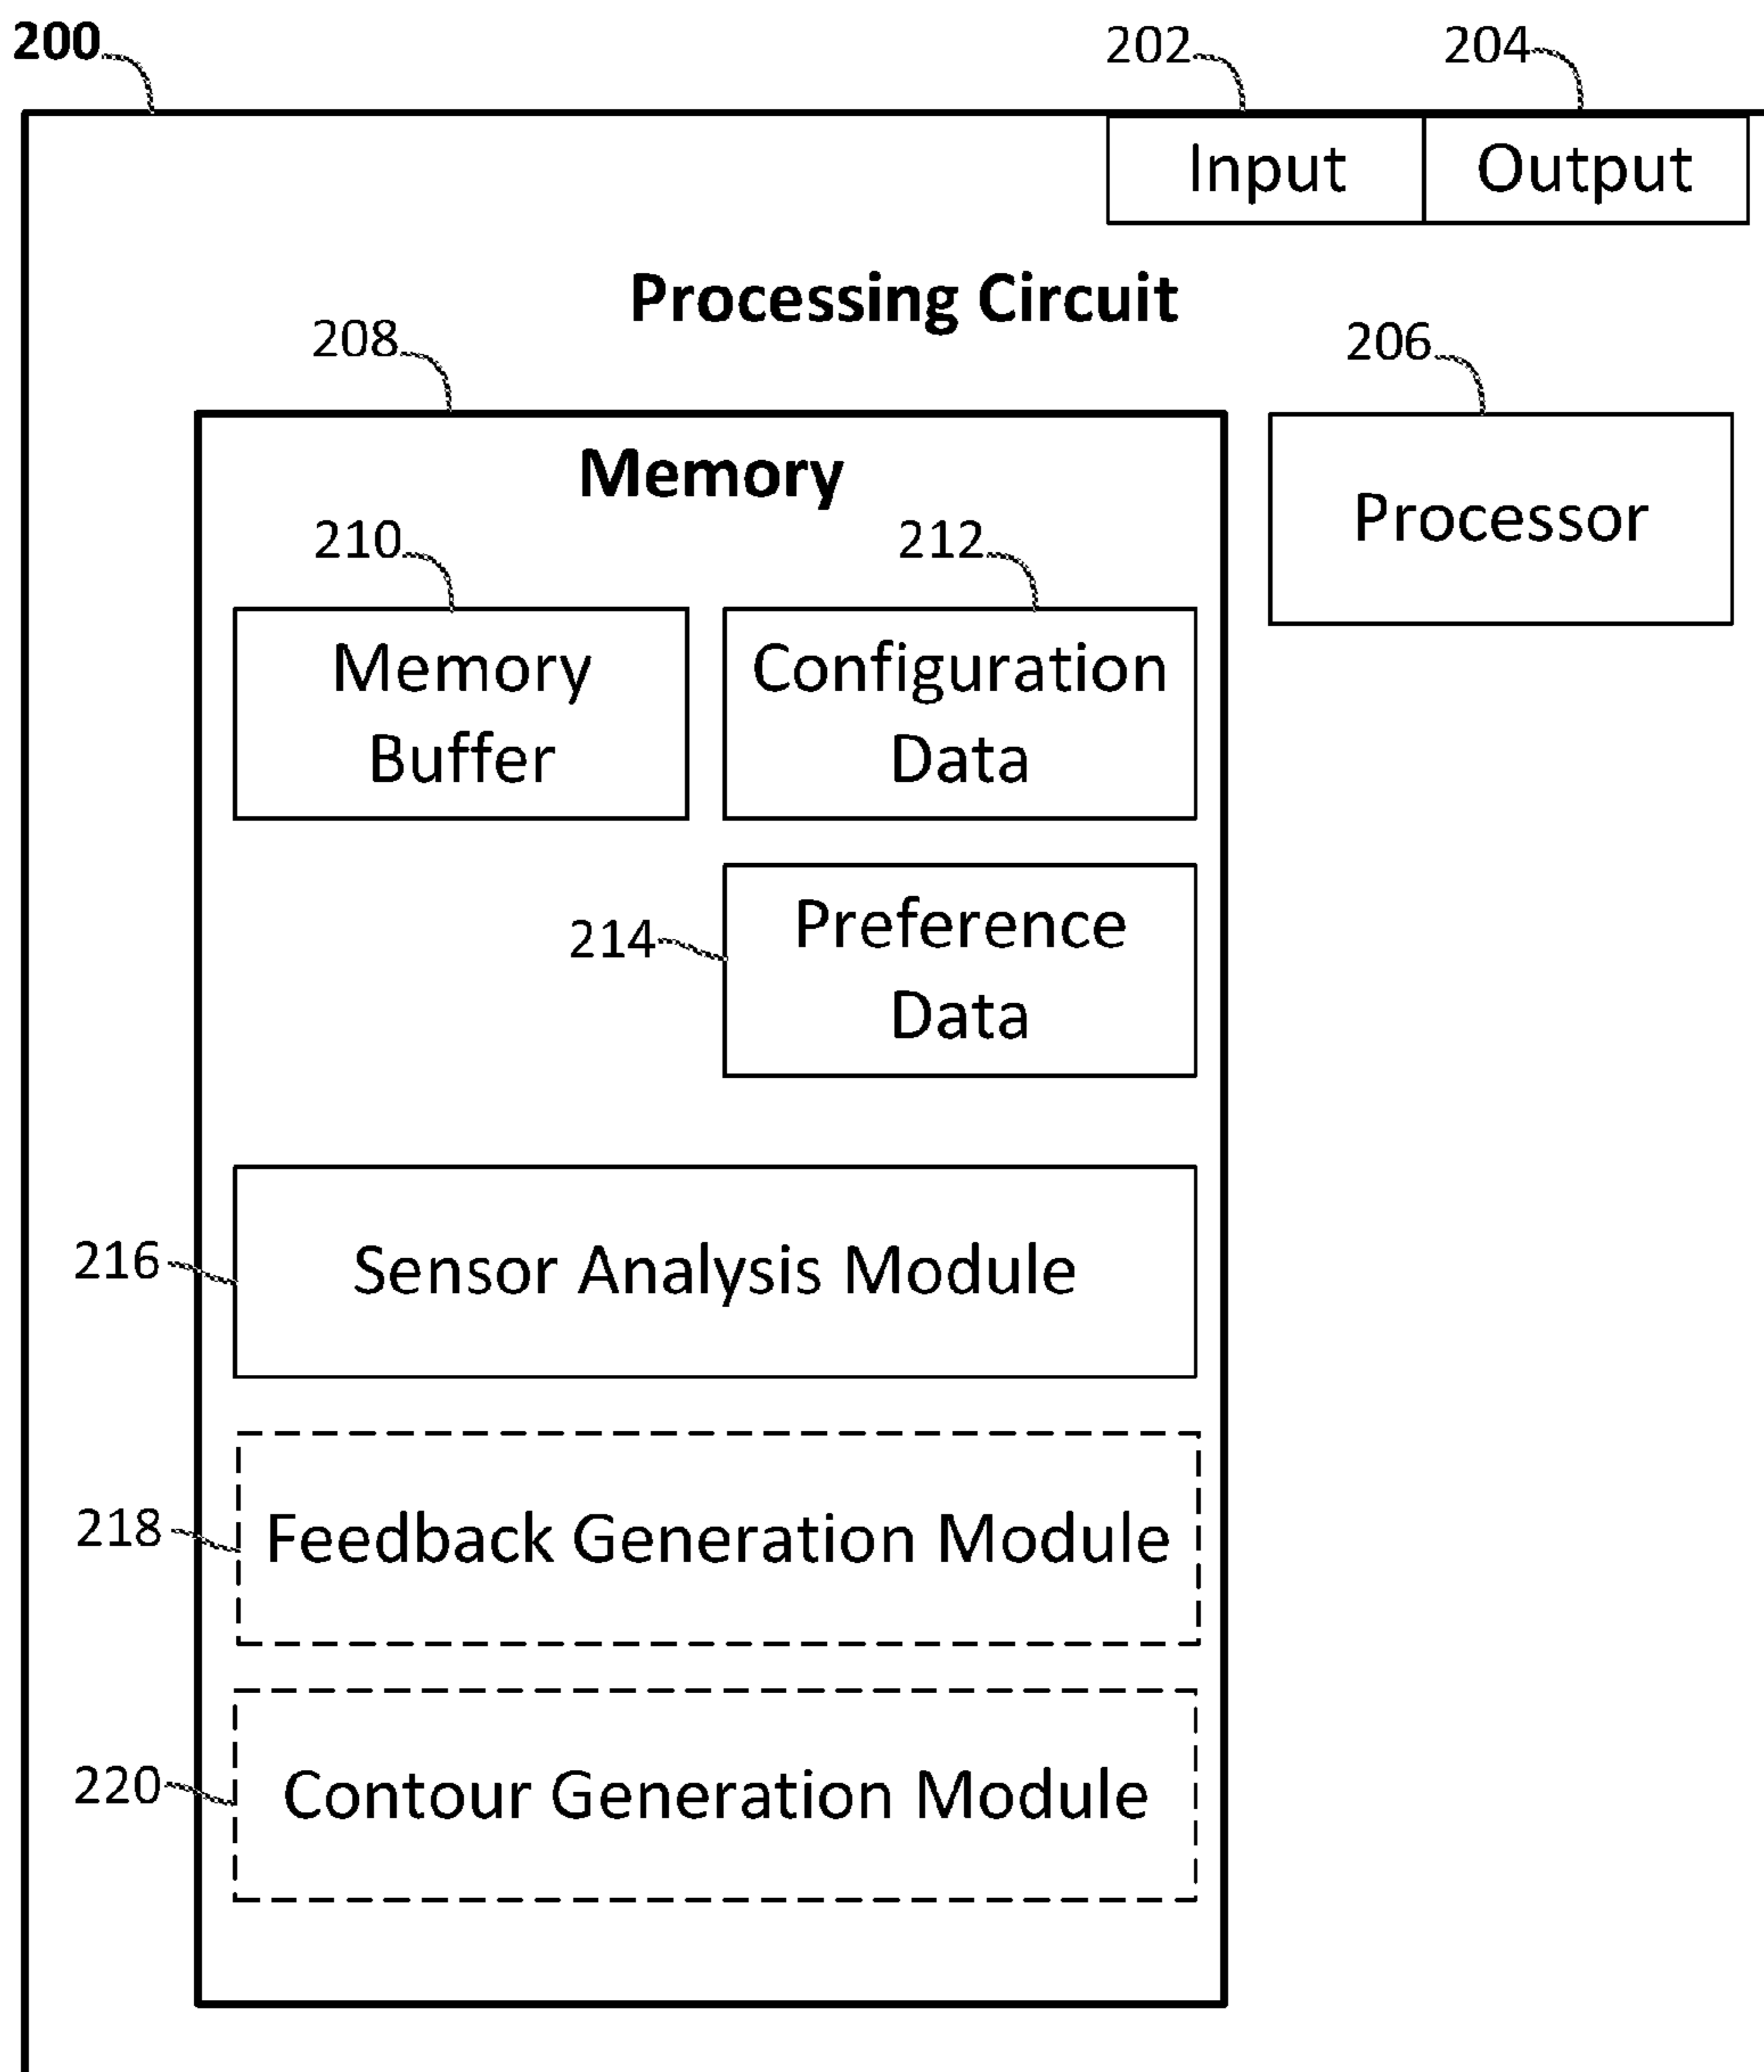 200
202
204
Input
Output
Processing Circuit
208
206
Memory
Processor
210
212
Memory
Buffer
Configuration
Data
214
Preference
Data
216
Sensor Analysis Module
218
Feedback Generation Module
220
Contour Generation Module